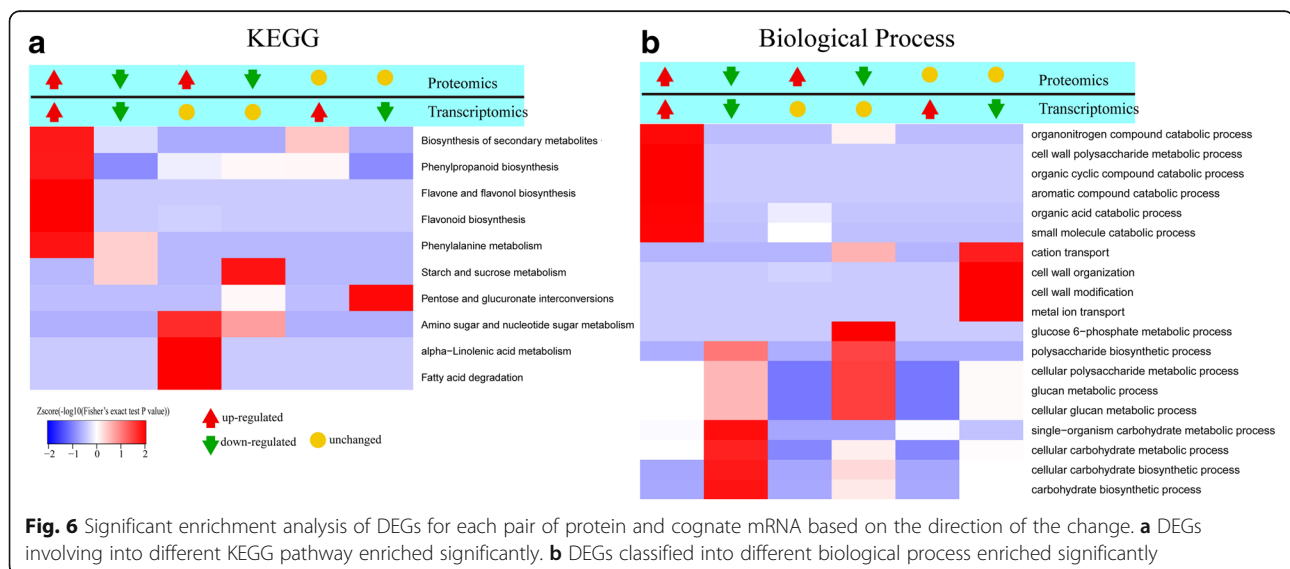 a
KEGG
Proteomics
Transcriptomics
Biosynthesis of secondary metabolites
Phenylpropanoid biosynthesis
Flavone and flavonol biosynthesis
Flavonoid biosynthesis
Phenylalanine metabolism
Starch and sucrose metabolism
Pentose and glucuronate interconversions
Amino sugar and nucleotide sugar metabolism
alpha−Linolenic acid metabolism
Fatty acid degradation
Zscore(-log10(Fisher's exact test P value))
−2 −1 0 1 2
up-regulated
down-regulated
unchanged
b
Biological Process
Proteomics
Transcriptomics
organonitrogen compound catabolic process
cell wall polysaccharide metabolic process
organic cyclic compound catabolic process
aromatic compound catabolic process
organic acid catabolic process
small molecule catabolic process
cation transport
cell wall organization
cell wall modification
metal ion transport
glucose 6−phosphate metabolic process
polysaccharide biosynthetic process
cellular polysaccharide metabolic process
glucan metabolic process
cellular glucan metabolic process
single−organism carbohydrate metabolic process
cellular carbohydrate metabolic process
cellular carbohydrate biosynthetic process
carbohydrate biosynthetic process
Fig. 6 Significant enrichment analysis of DEGs for each pair of protein and cognate mRNA based on the direction of the change. a DEGs
involving into different KEGG pathway enriched significantly. b DEGs classified into different biological process enriched significantly